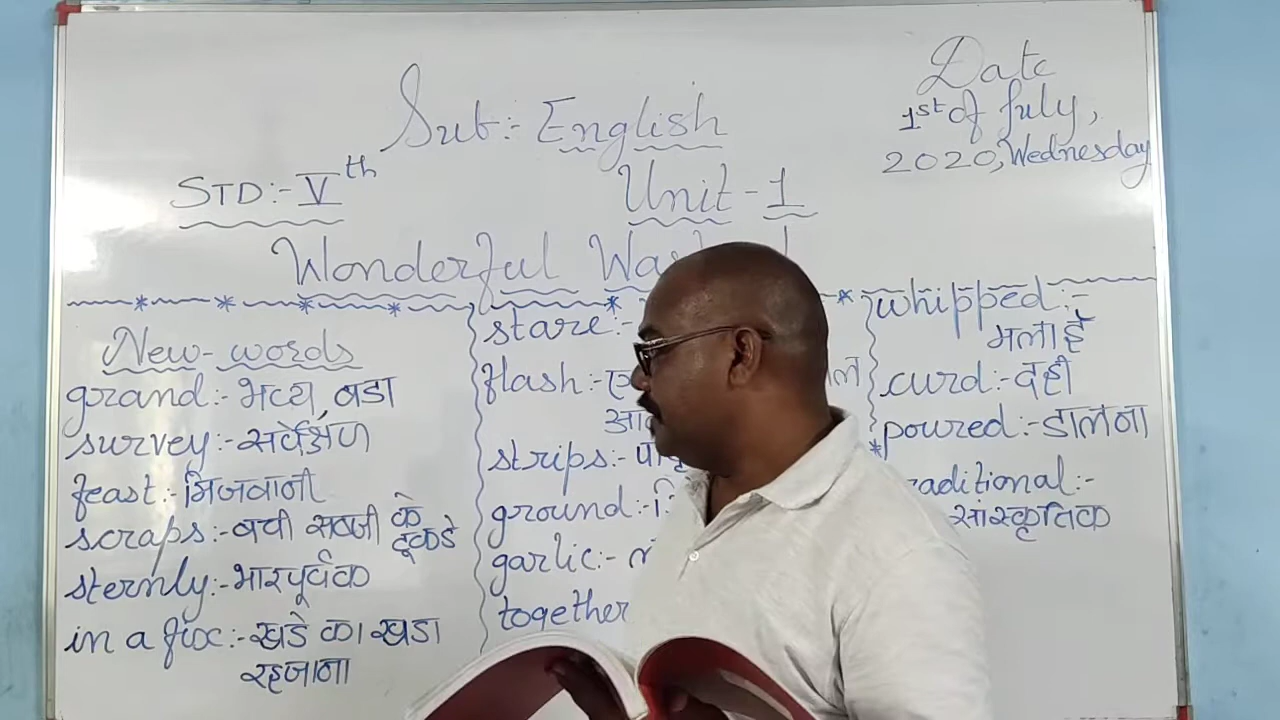 Date
Sub:- English
1st of July,
2020, Wednesday
STD:- Vth
Unit - 1
Wonderful
New-words
grand:- भव्य, बडा
survey:- सर्वेक्षण
feast:- मिजवानी
scraps:- बची सबजी के टूकडे
sternly:- भारपूर्वक
in a fix:- खडे का खडा
रहजाना
stare:-
flash:-
strips:-
ground:-
garlic:-
together
whipped:-
मलाई
curd:- दही
poured:- डालना
सांस्कृतिक